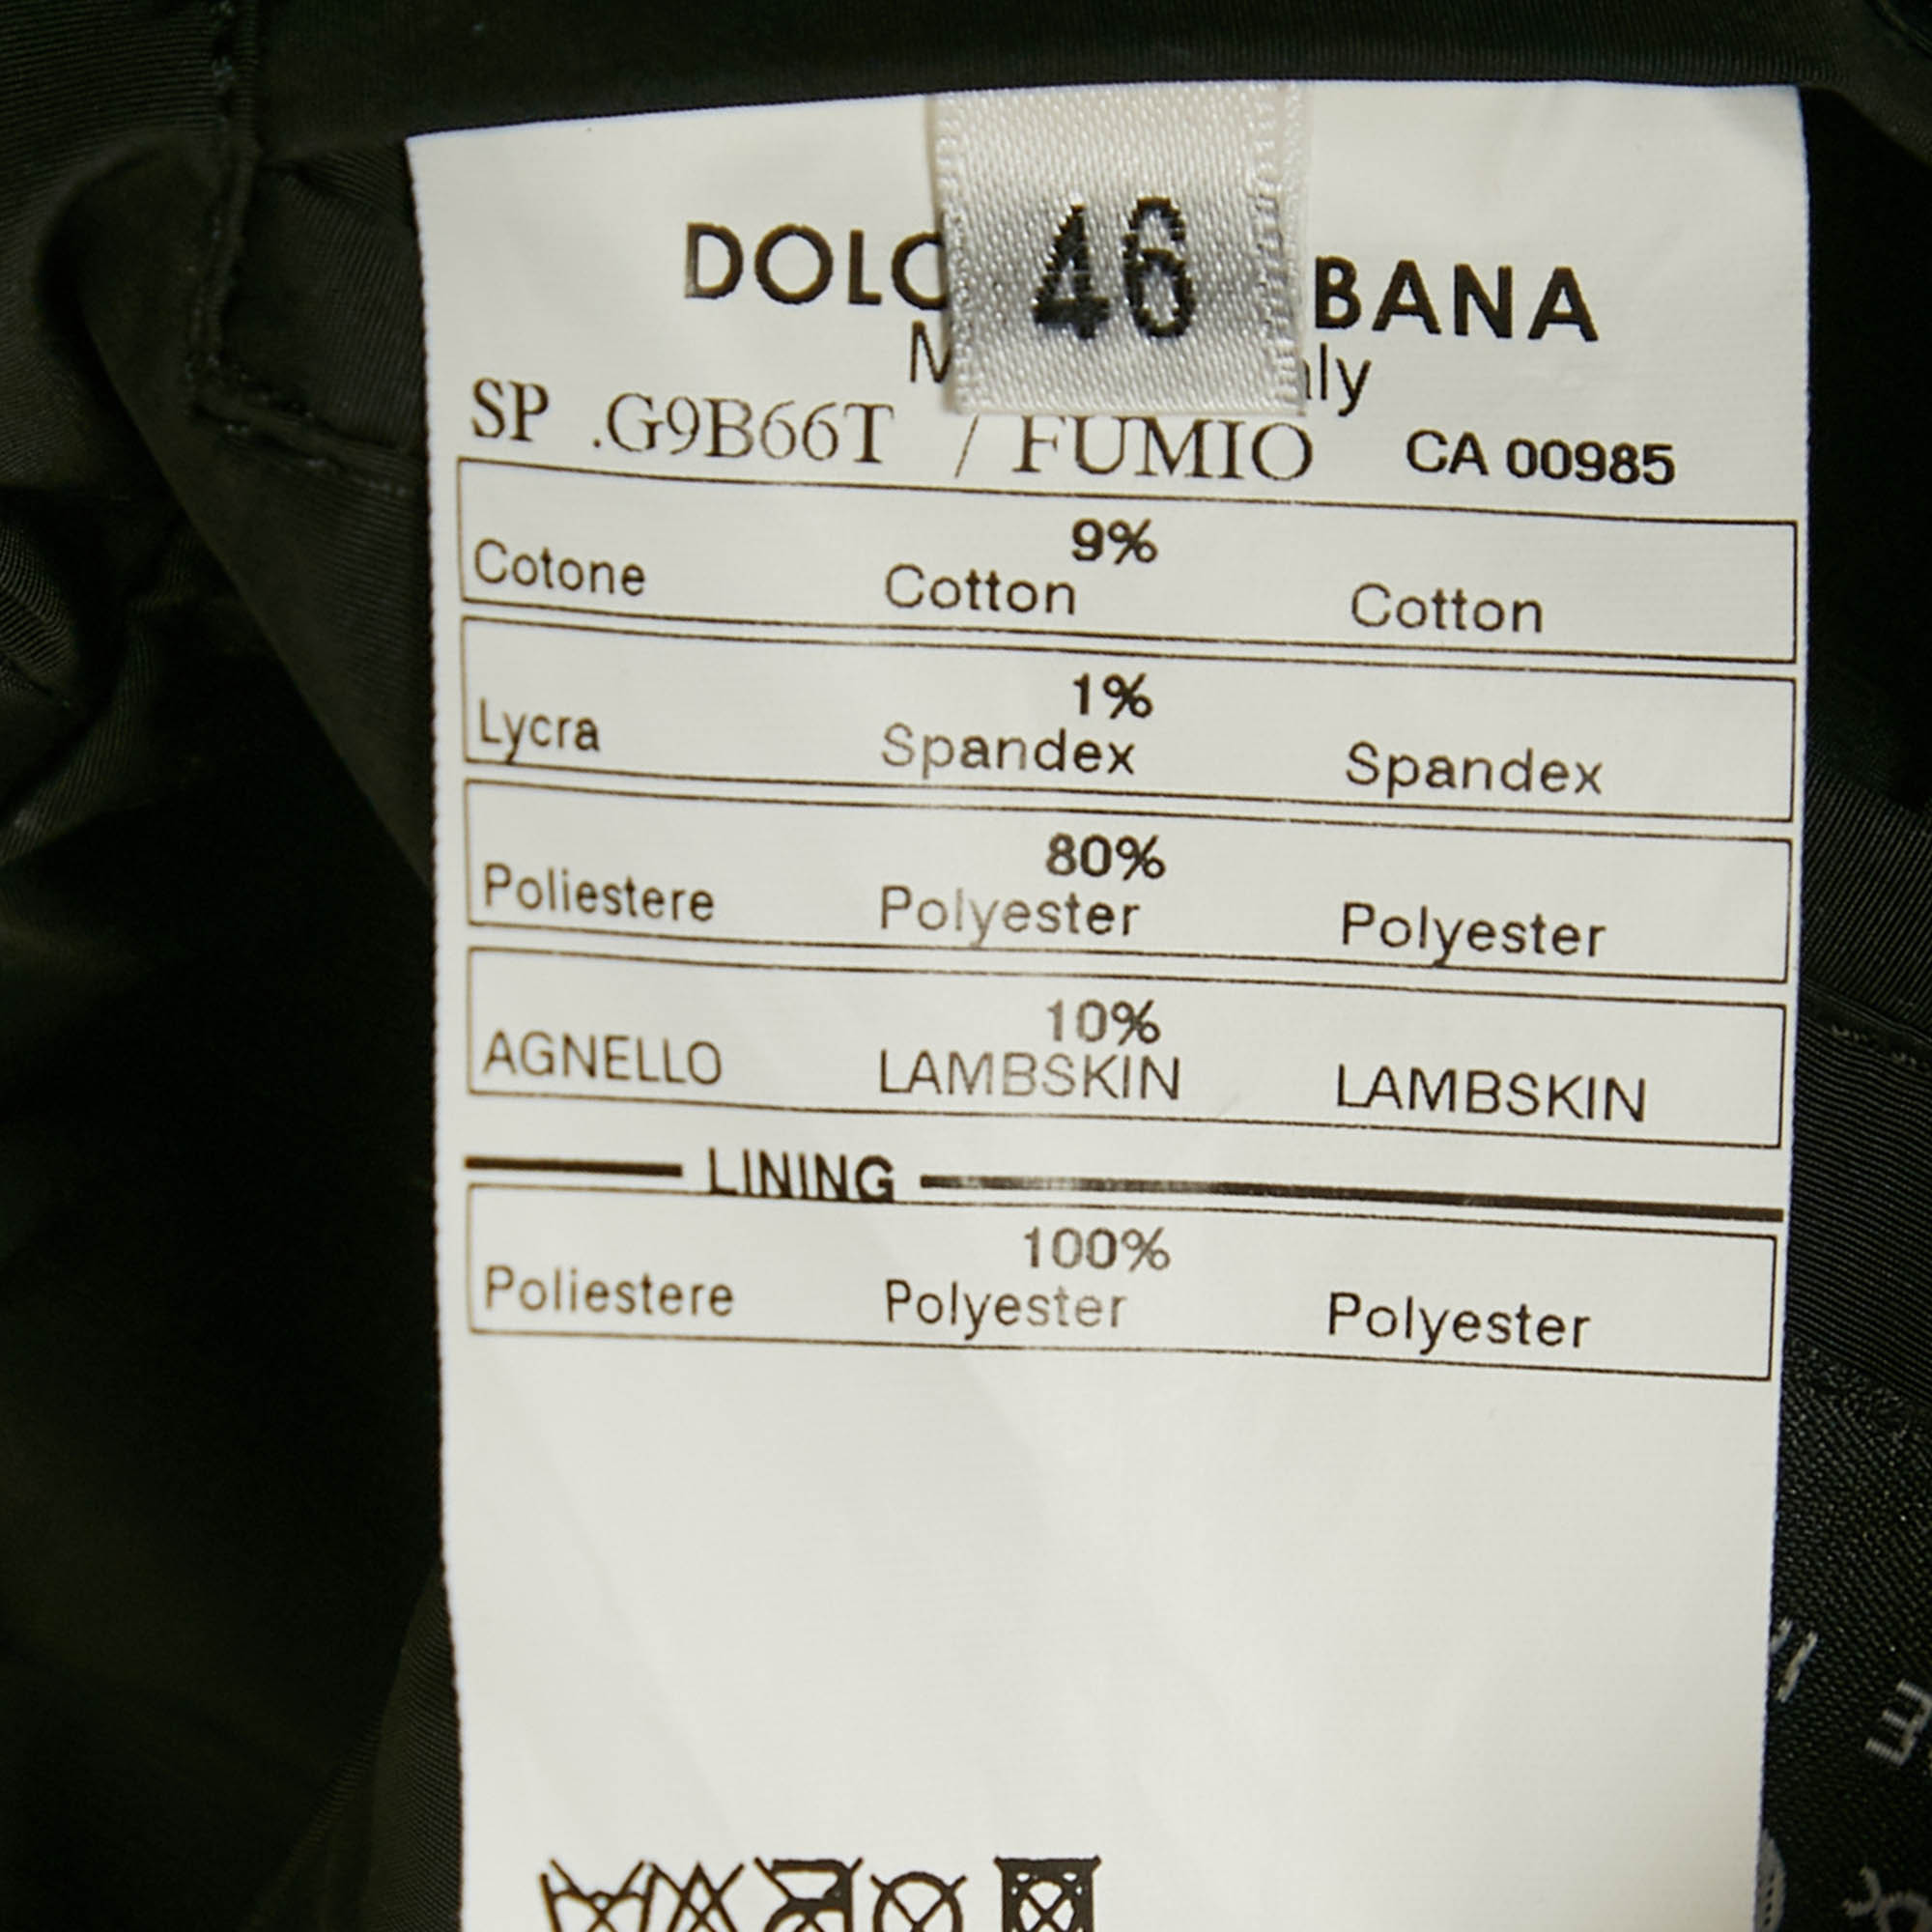 46
DOLC BANA
M aly
SP .G9B66T / FUMIO CA 00985
9%
Cotone Cotton Cotton
1%
Lycra Spandex Spandex
80%
Poliestere Polyester Polyester
10%
AGNELLO LAMBSKIN LAMBSKIN
LINING
100%
Poliestere Polyester Polyester